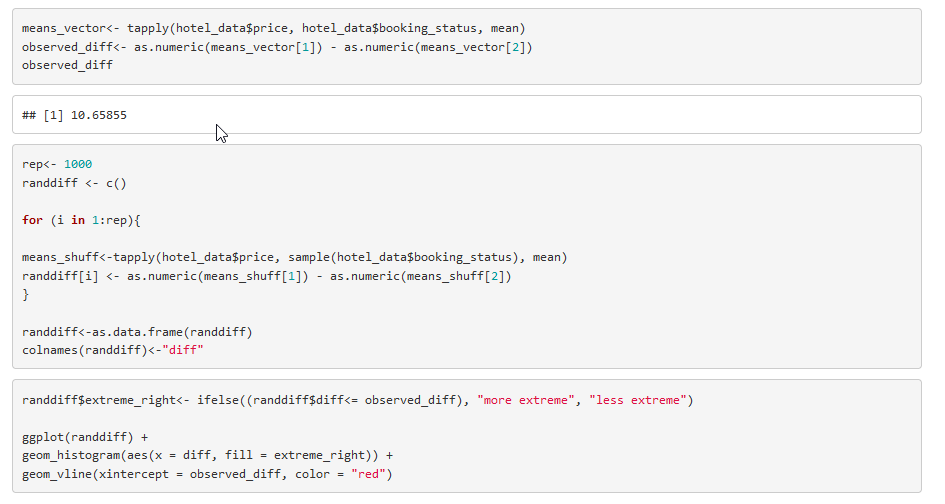 means_vector<- tapply(hotel_data$price, hotel_data$booking_status, mean)
observed_diff<- as.numeric(means_vector[1]) - as.numeric(means_vector[2])
observed_diff
## [1] 10.65855
rep<- 1000
randdiff <- c()
for (i in 1:rep){
means_shuff<-tapply(hotel_data$price, sample(hotel_data$booking_status), mean)
randdiff[i] <- as.numeric(means_shuff[1]) - as.numeric(means_shuff[2])
}
randdiff<-as.data.frame(randdiff)
colnames(randdiff)<-"diff"
randdiff$extreme_right<- ifelse((randdiff$diff<= observed_diff), "more extreme", "less extreme")
ggplot(randdiff) +
geom_histogram(aes(x = diff, fill = extreme_right)) +
geom_vline(xintercept = observed_diff, color = "red")